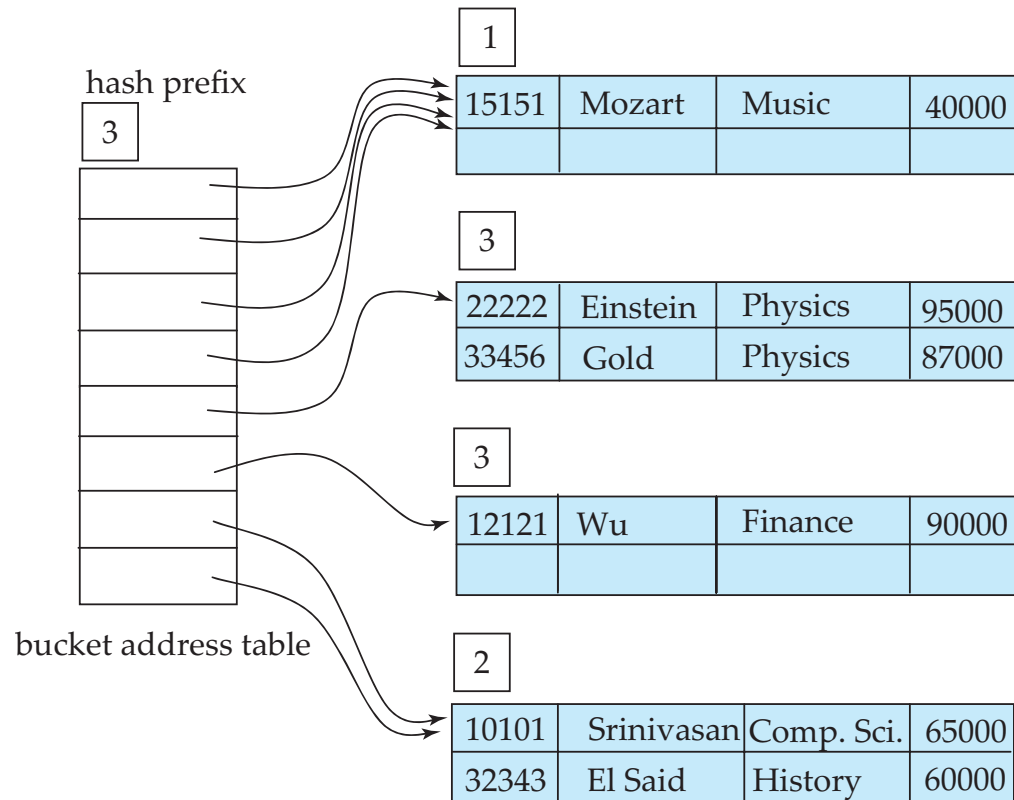 hash prefix
3
bucket address table
1
15151 Mozart Music 40000
3
22222 Einstein Physics 95000
33456 Gold Physics 87000
3
12121 Wu Finance 90000
2
10101 Srinivasan Comp. Sci. 65000
32343 El Said History 60000